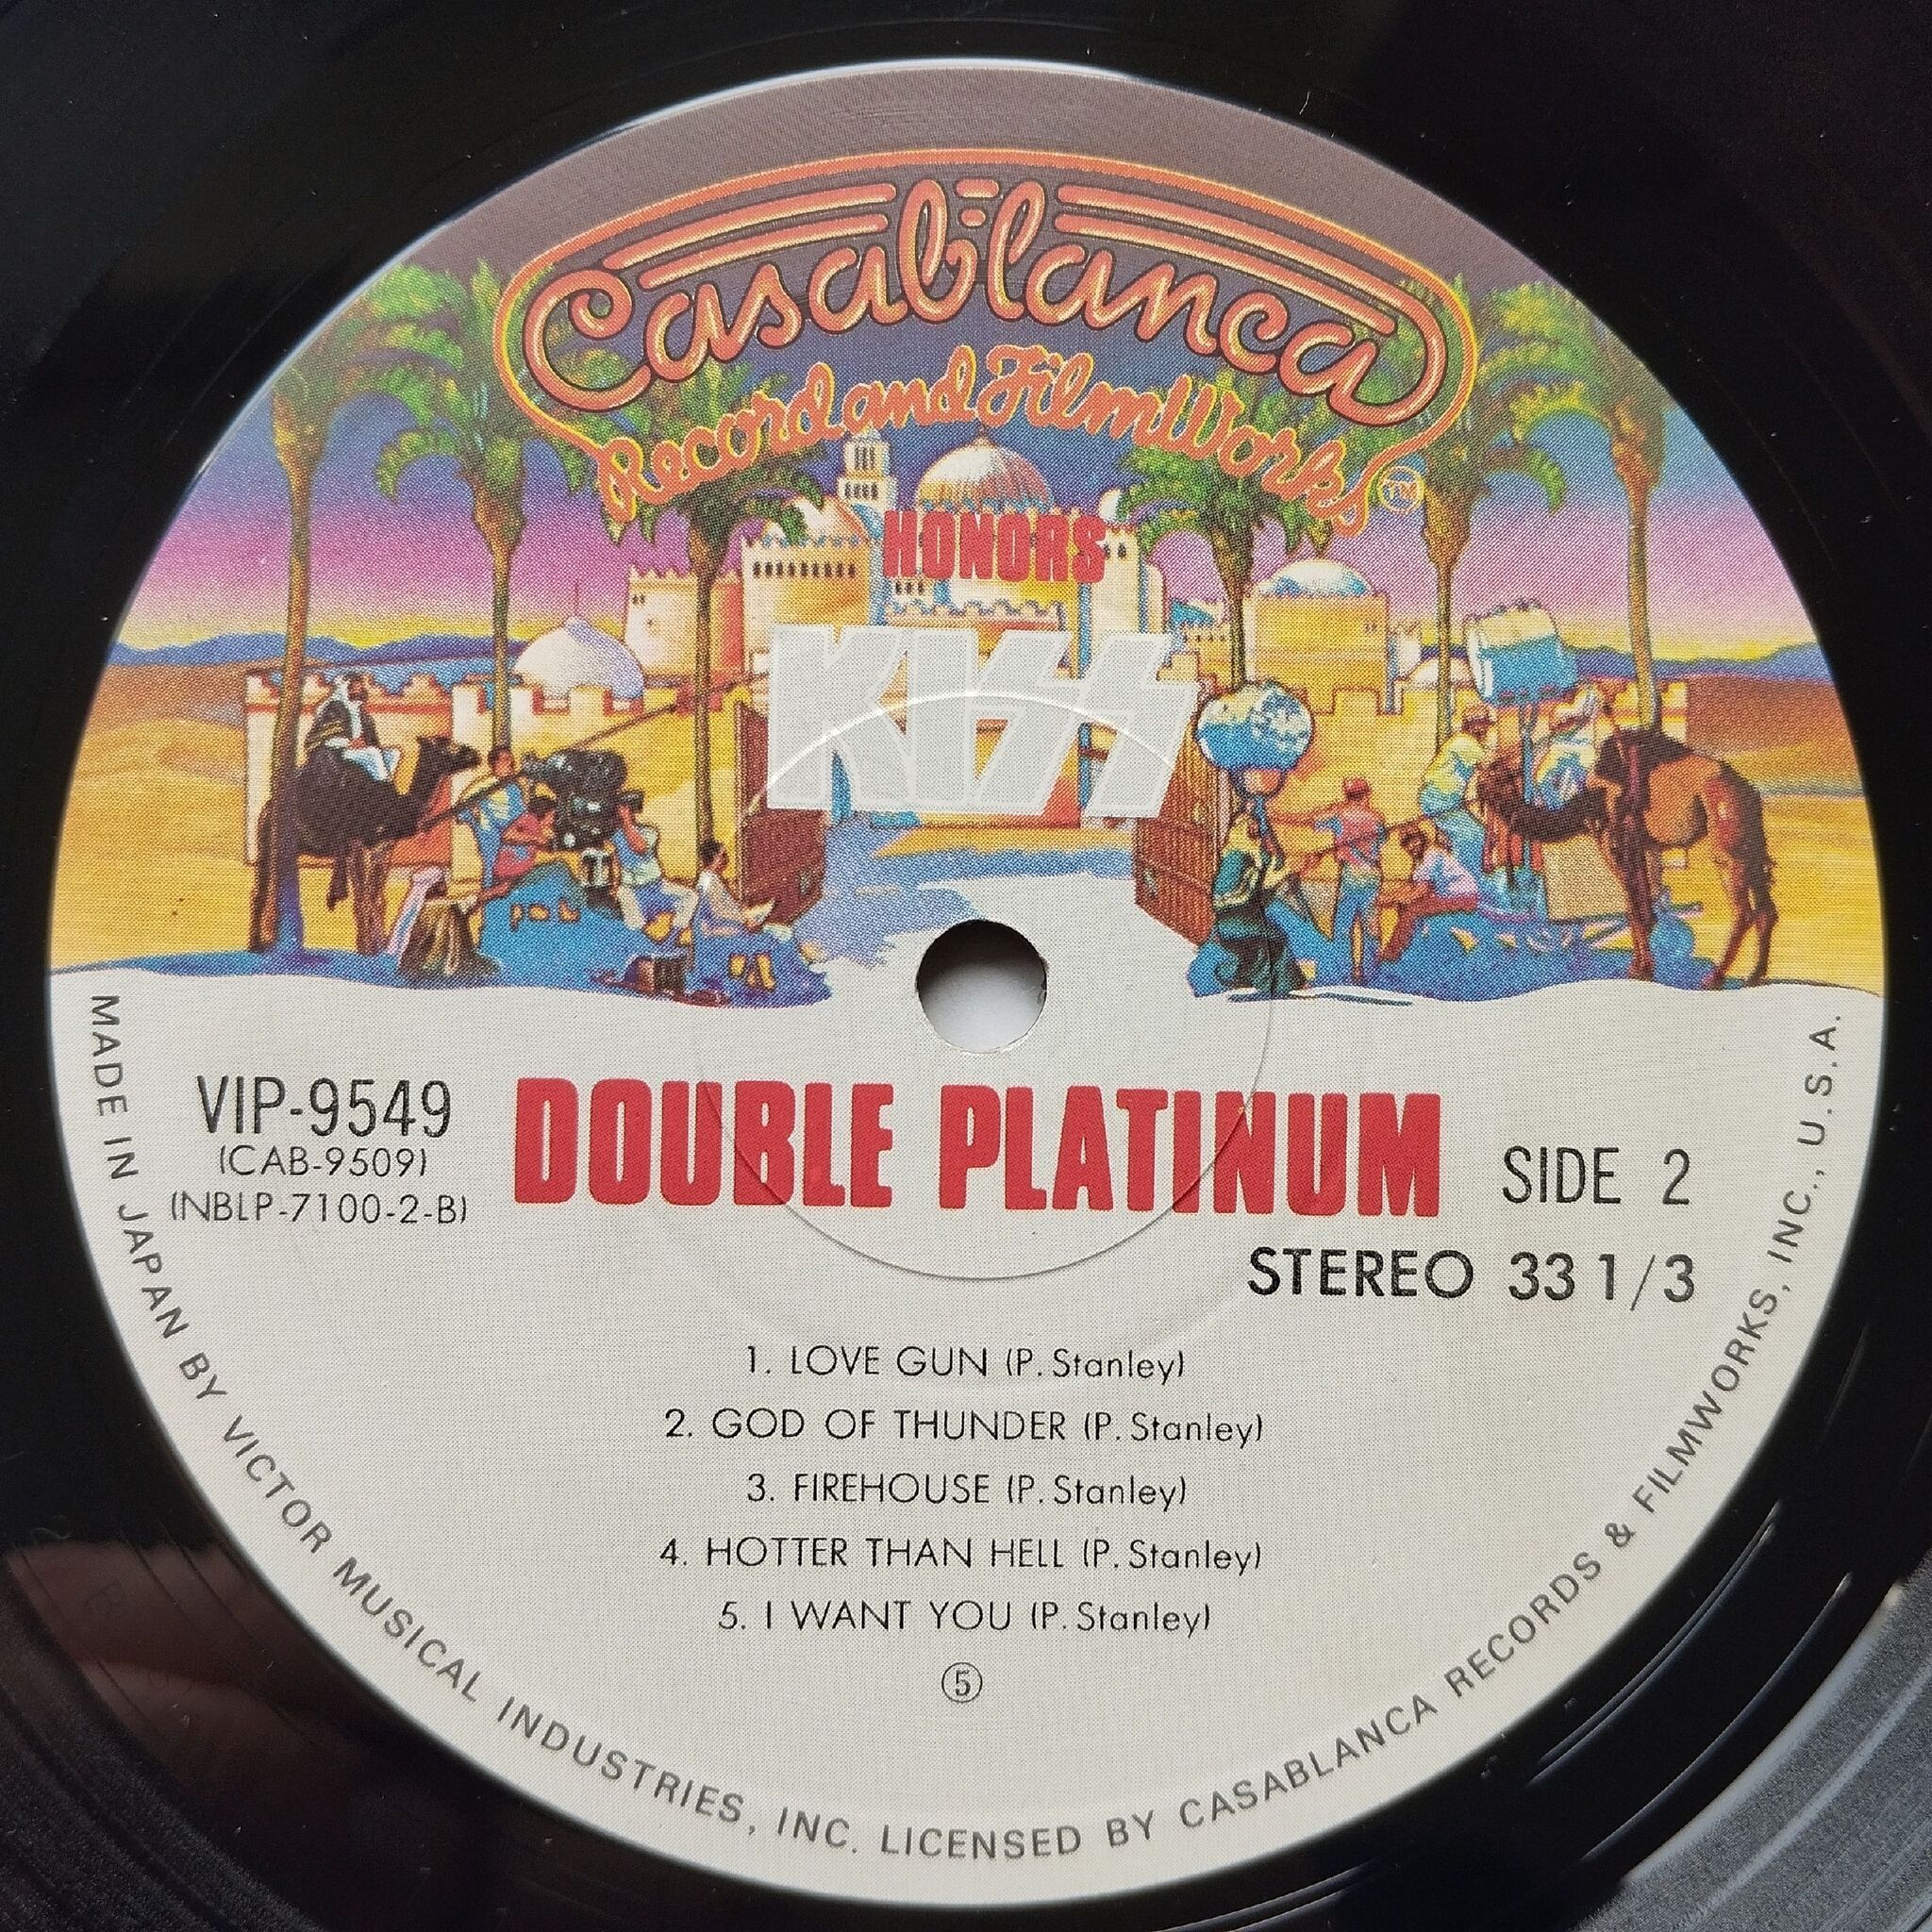 Casablanca
Record and FilmWorks TM
HONORS
KISS
VIP-9549
(CAB-9509)
(NBLP-7100-2-B)
DOUBLE PLATINUM
SIDE 2
STEREO 33 1/3
1. LOVE GUN (P. Stanley)
2. GOD OF THUNDER (P. Stanley)
3. FIREHOUSE (P. Stanley)
4. HOTTER THAN HELL (P. Stanley)
5. I WANT YOU (P. Stanley)
⑤
MADE IN JAPAN BY VICTOR MUSICAL INDUSTRIES, INC. LICENSED BY CASABLANCA RECORDS & FILMWORKS, INC., U.S.A.